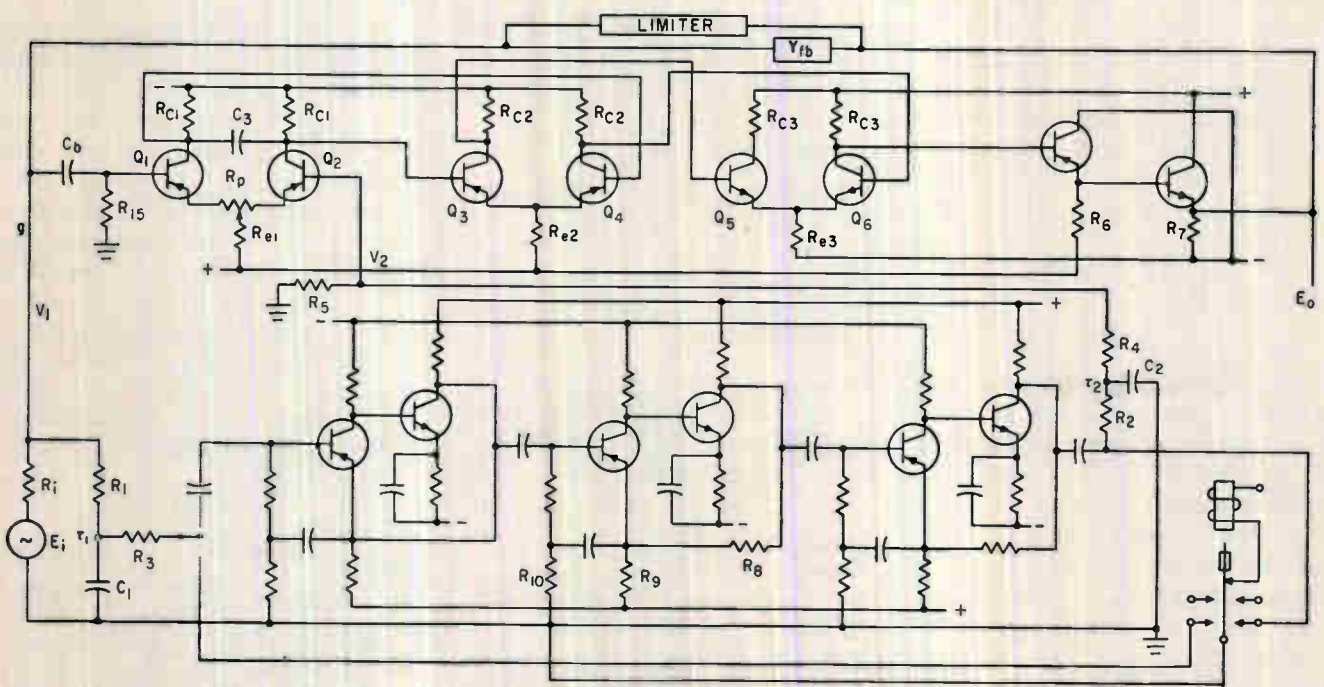 LIMITER
Yfb
-
RC1
C3
RC1
RC2
RC2
RC3
RC3
+
Cb
Q1
Q2
Rp
R15
Re1
Q3
Q4
Re2
Q5
Q6
Re3
R6
R7
g
+
V2
-
R5
E0
V1
-
+
R4
τ2
C2
R2
Ri
R1
Ei
τ1
R3
C1
-
-
-
R8
R10
R9
+